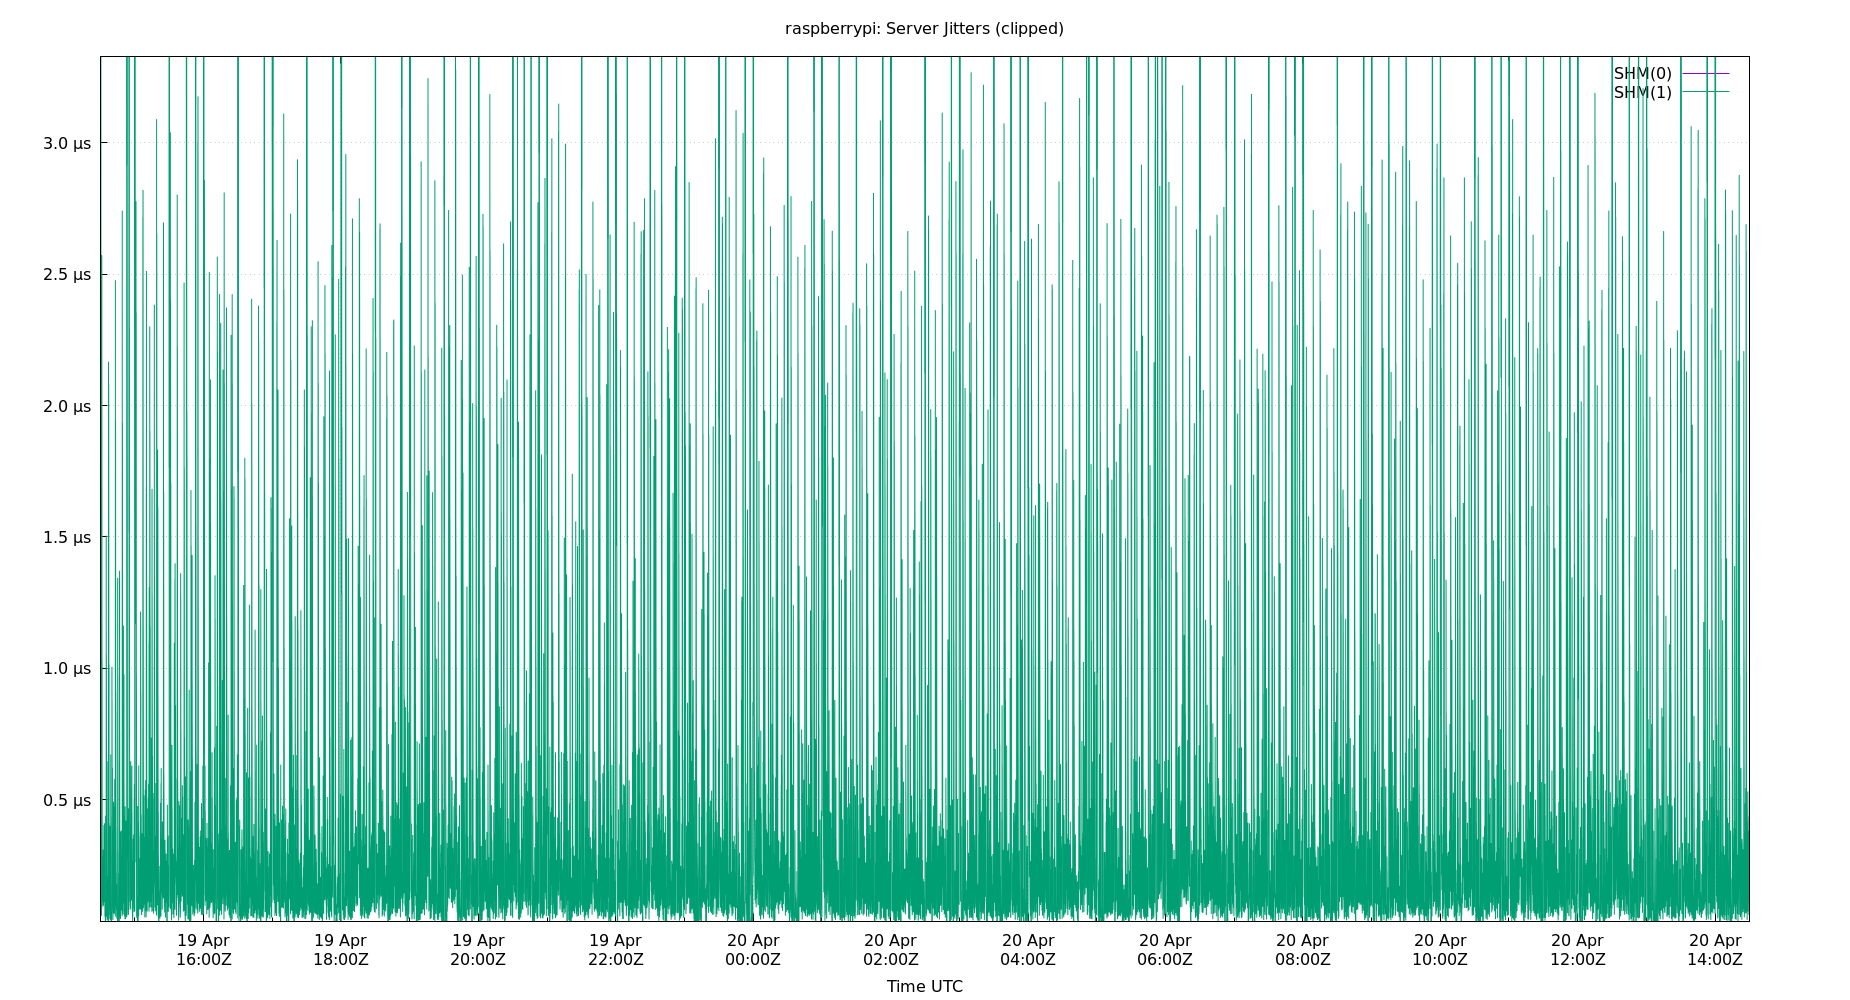 raspberrypi: Server Jitters (clipped)
SHM(0)
SHM(1)
3.0 µs
2.5 µs
2.0 µs
1.5 µs
1.0 µs
0.5 µs
19 Apr 19 Apr 19 Apr 19 Apr 20 Apr 20 Apr 20 Apr 20 Apr 20 Apr 20 Apr 20 Apr 20 Apr
16:00Z 18:00Z 20:00Z 22:00Z 00:00Z 02:00Z 04:00Z 06:00Z 08:00Z 10:00Z 12:00Z 14:00Z
Time UTC